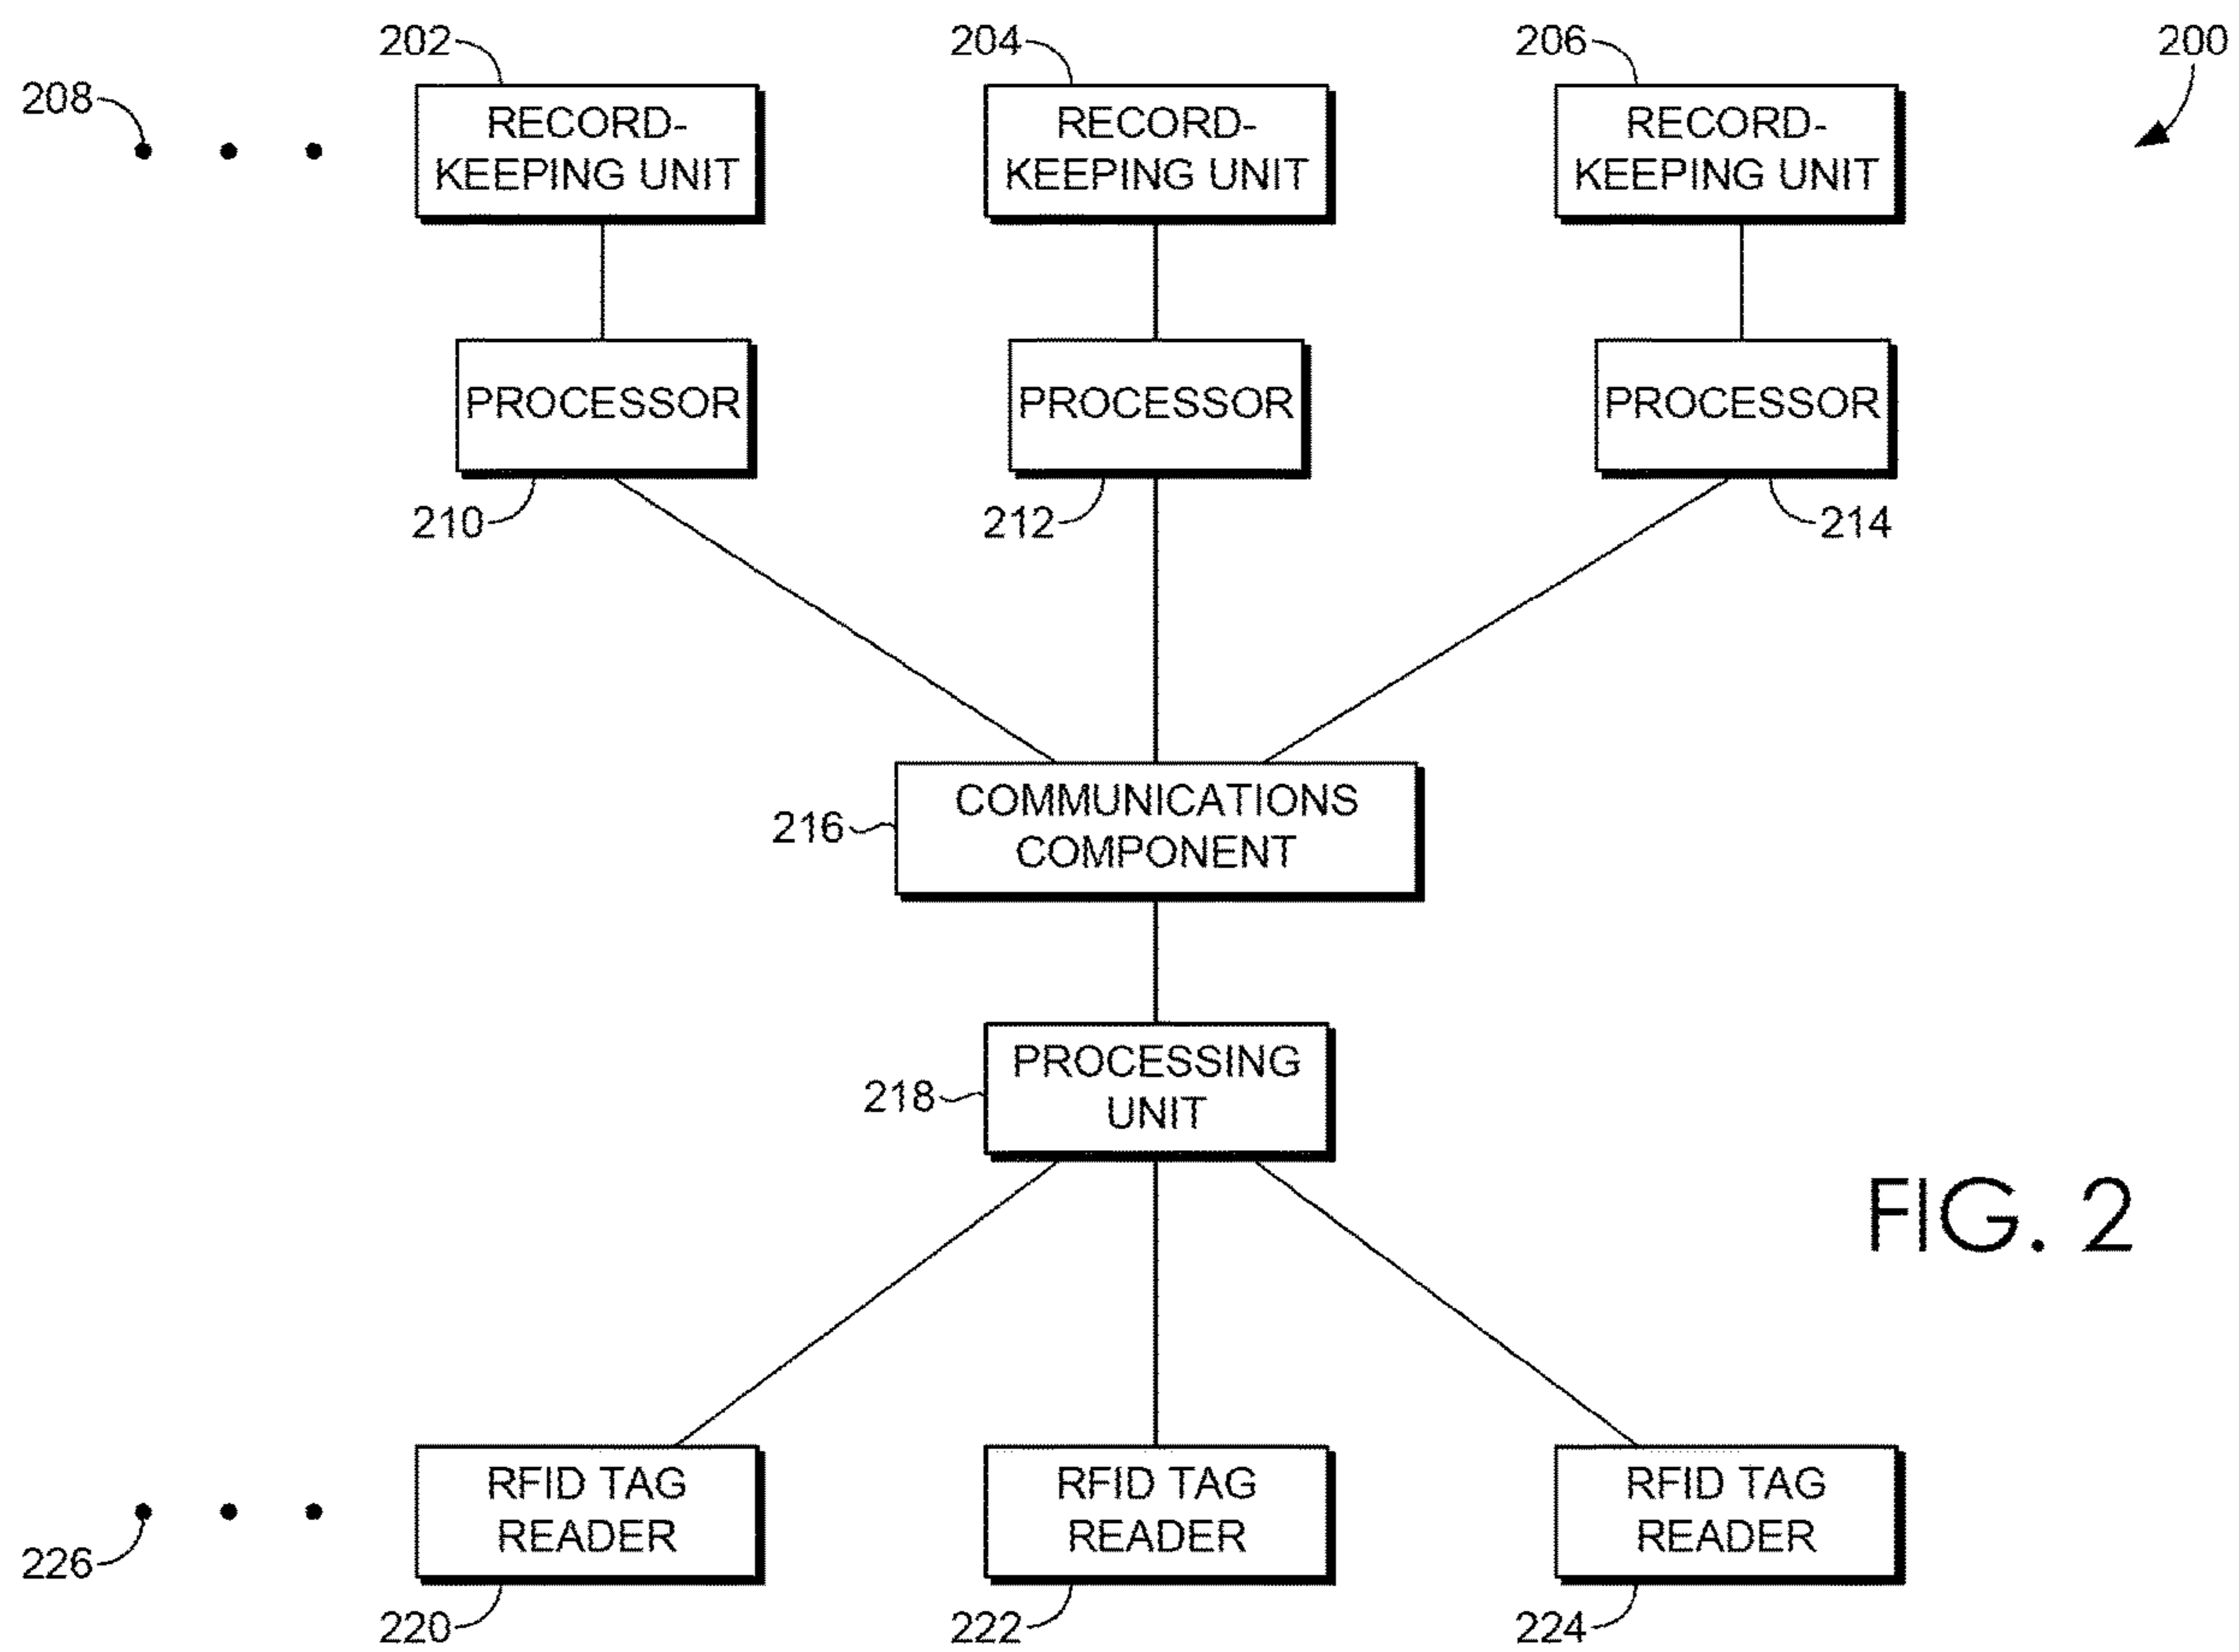 202
204
206
200
208
RECORD-
KEEPING UNIT
RECORD-
KEEPING UNIT
RECORD-
KEEPING UNIT
PROCESSOR
PROCESSOR
PROCESSOR
210
212
214
216
COMMUNICATIONS
COMPONENT
218
PROCESSING
UNIT
FIG. 2
RFID TAG
READER
RFID TAG
READER
RFID TAG
READER
226
220
222
224